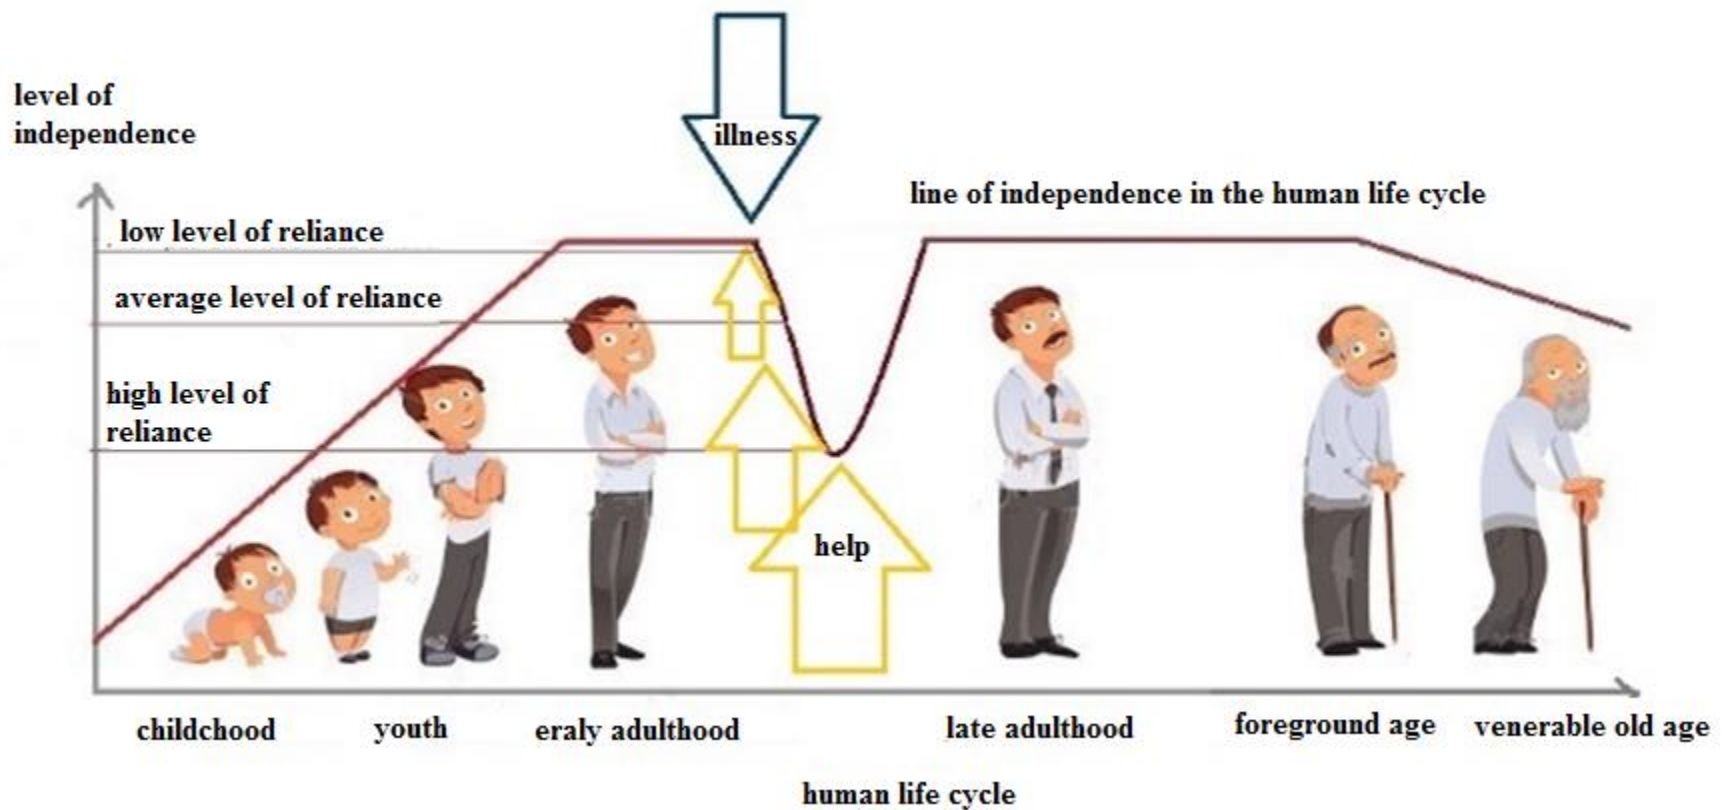 level of
independence
illness
line of independence in the human life cycle
low level of reliance
average level of reliance
high level of
reliance
help
childchood
youth
eraly adulthood
late adulthood
foreground age
venerable old age
human life cycle